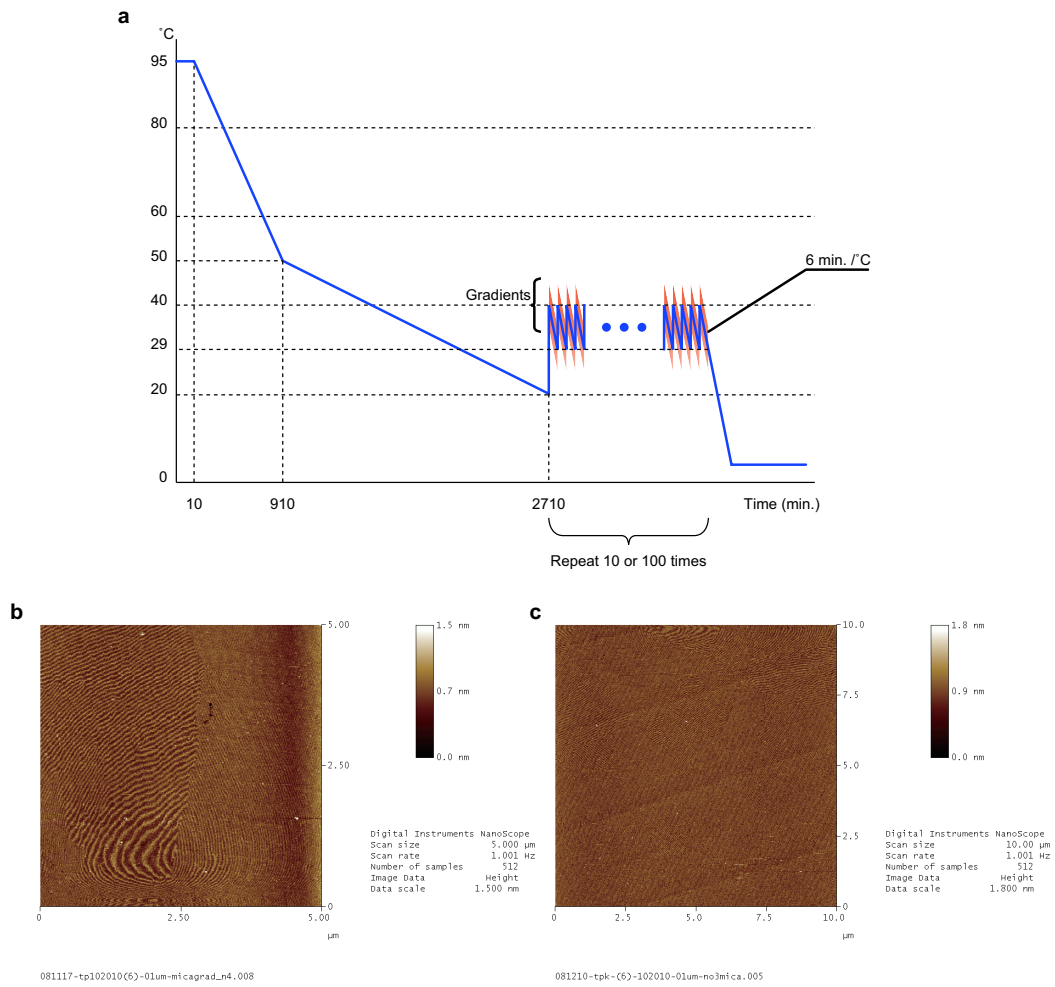 a
˚C
95
80
60
50
40
29
20
0
Gradients
6 min. /˚C
10 910 2710 Time (min.)
Repeat 10 or 100 times
b
5.00
2.50
0
0 2.50 5.00
µm
1.5 nm
0.7 nm
0.0 nm
Digital Instruments NanoScope
Scan size 5.000 µm
Scan rate 1.001 Hz
Number of samples 512
Image Data Height
Data scale 1.500 nm
081117-tp102010(6)-01um-micagrad_n4.008
c
10.0
7.5
5.0
2.5
0
0 2.5 5.0 7.5 10.0
µm
1.8 nm
0.9 nm
0.0 nm
Digital Instruments NanoScope
Scan size 10.00 µm
Scan rate 1.001 Hz
Number of samples 512
Image Data Height
Data scale 1.800 nm
081210-tpk-(6)-102010-01um-no3mica.005